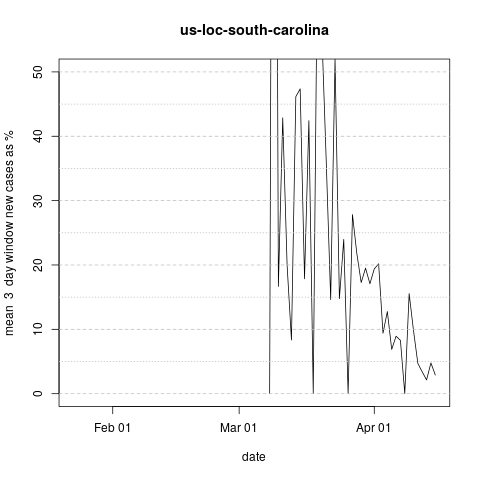 us-loc-south-carolina
mean 3 day window new cases as %
50
40
30
20
10
0
Feb 01
Mar 01
Apr 01
date